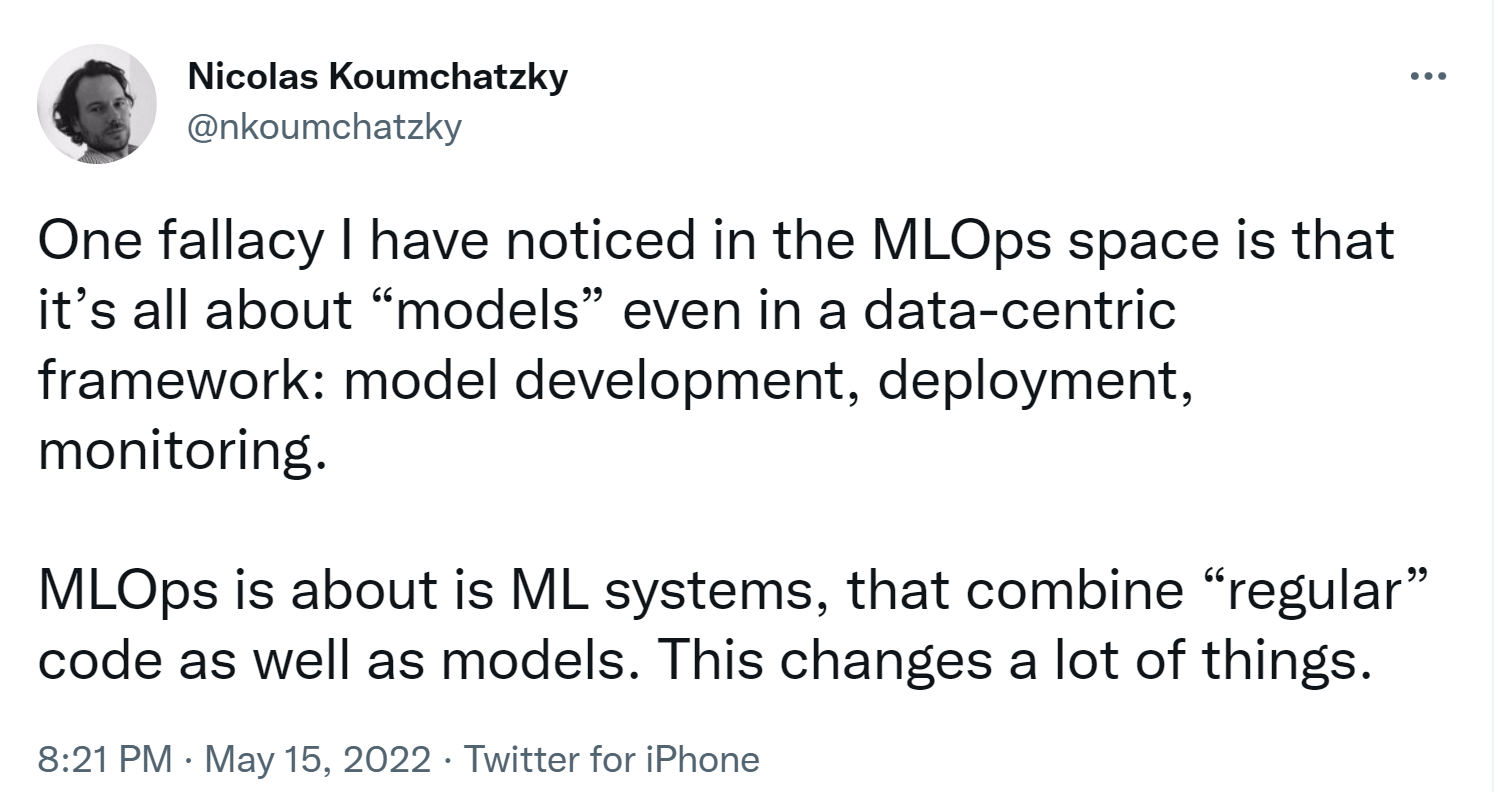 Nicolas Koumchatzky
@nkoumchatzky
One fallacy I have noticed in the MLOps space is that
it’s all about “models” even in a data-centric
framework: model development, deployment,
monitoring.
MLOps is about is ML systems, that combine “regular”
code as well as models. This changes a lot of things.
8:21 PM · May 15, 2022 · Twitter for iPhone